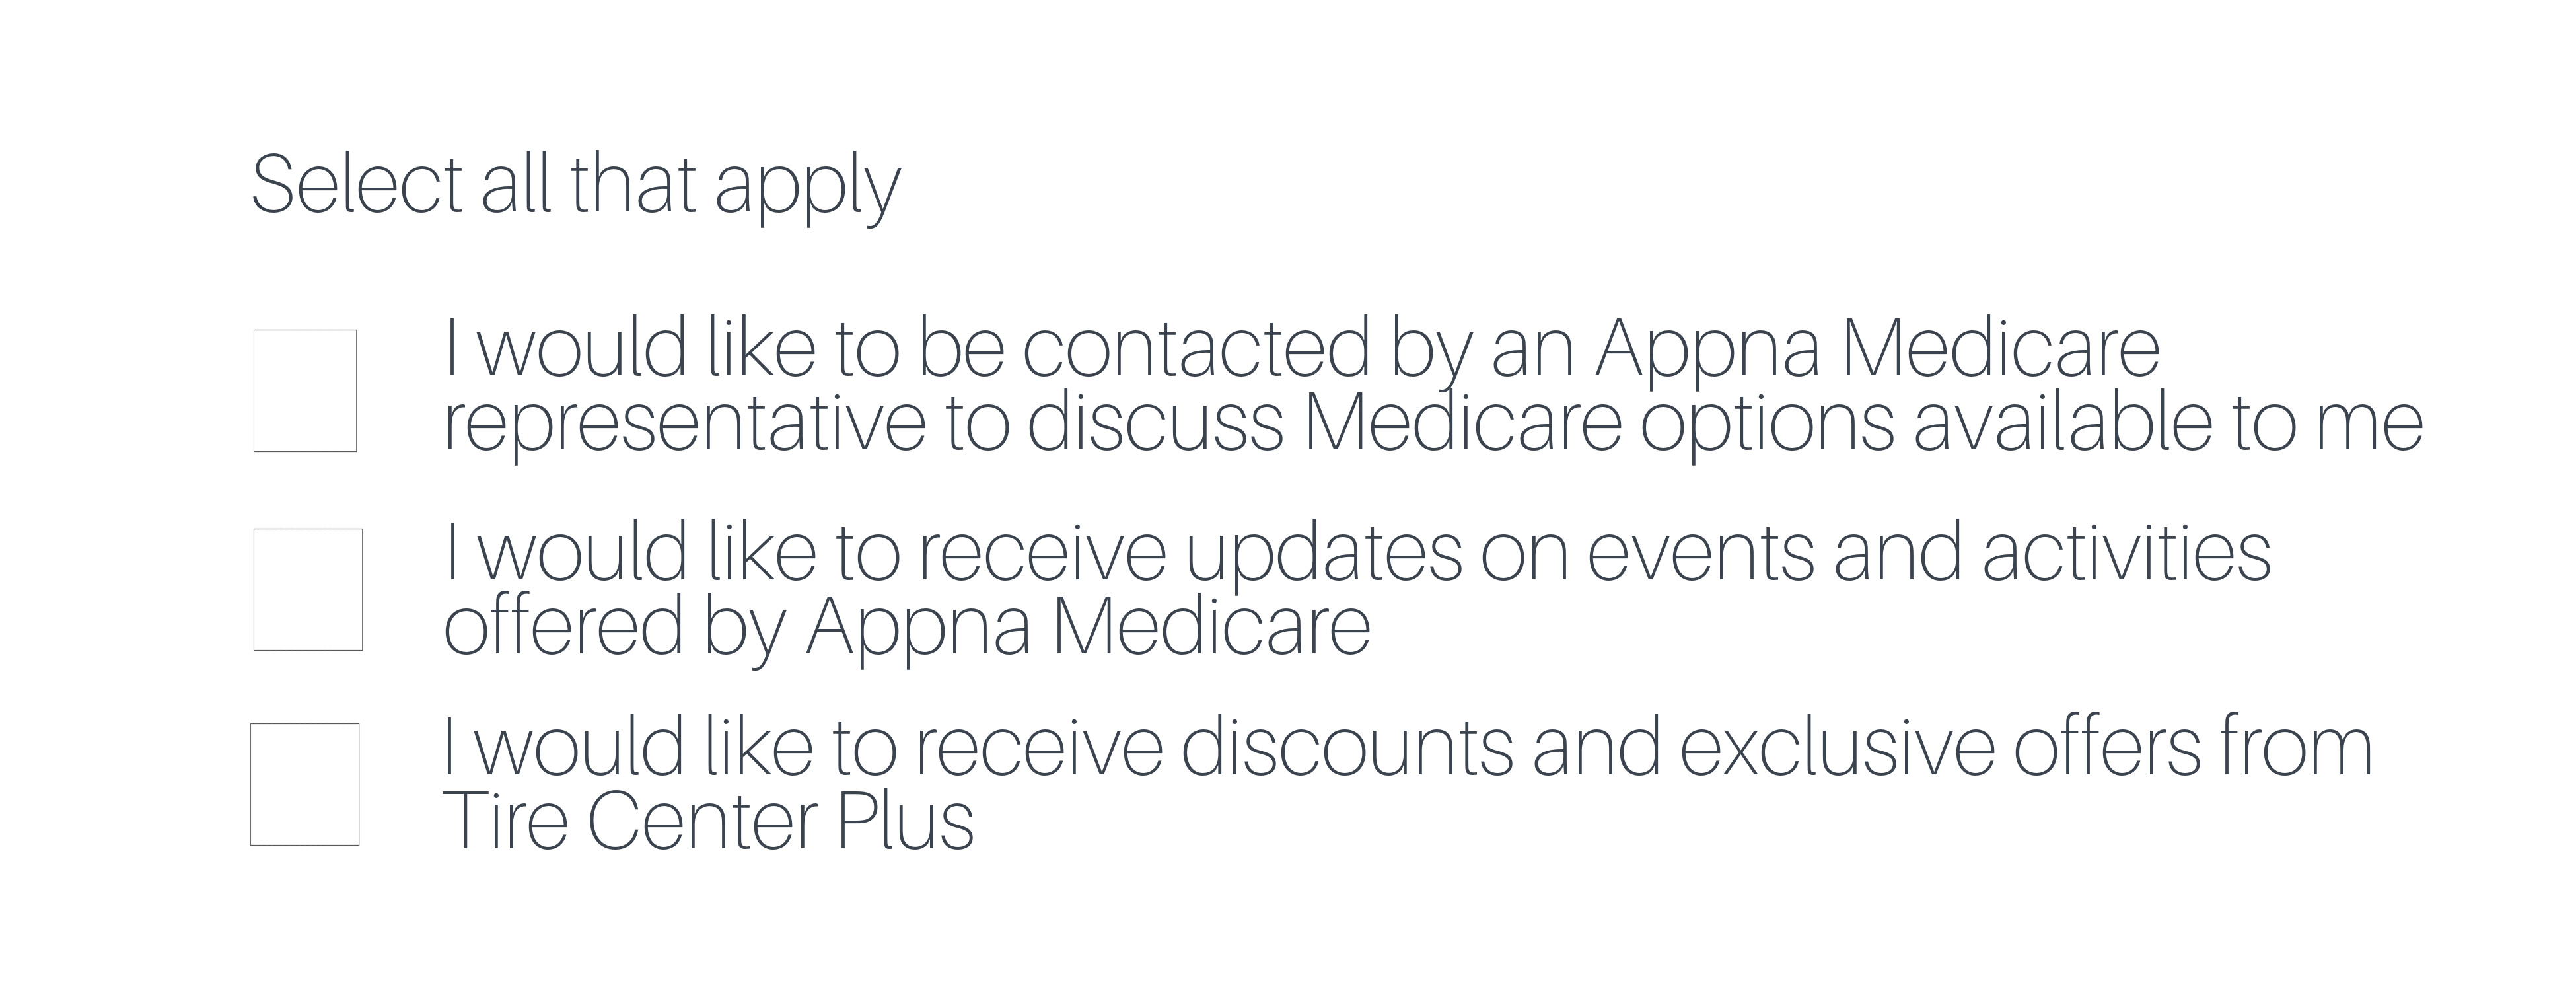 Select all that apply
I would like to be contacted by an Appna Medicare
representative to discuss Medicare options available to me
I would like to receive updates on events and activities
offered by Appna Medicare
I would like to receive discounts and exclusive offers from
Tire Center Plus